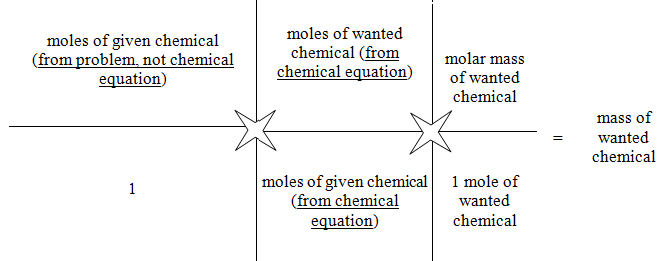 moles of given chemical
(from problem, not chemical
equation)
moles of wanted
chemical (from
chemical equation)
molar mass
of wanted
chemical
1
moles of given chemical
(from chemical
equation)
1 mole of
wanted
chemical
=
mass of
wanted
chemical